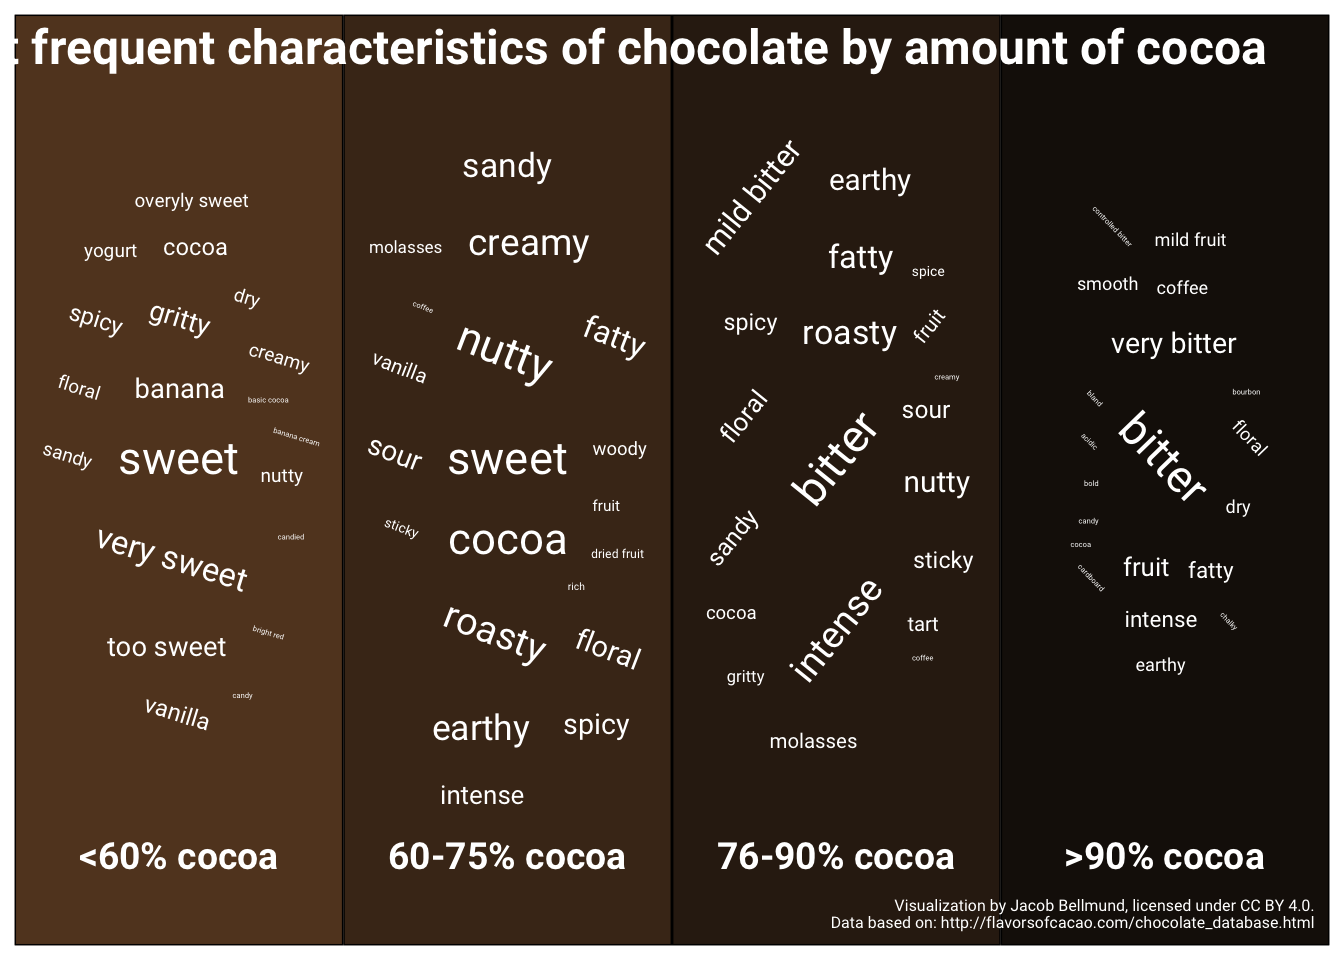 t frequent characteristics of chocolate by amount of cocoa
overyly sweet
yogurt
cocoa
dry
spicy
gritty
creamy
floral
banana
basic cocoa
banana cream
sandy
sweet
nutty
very sweet
candied
too sweet
bright red
candy
vanilla
<60% cocoa
sandy
molasses
creamy
coffee
nutty
fatty
vanilla
sour
sweet
woody
fruit
sticky
cocoa
dried fruit
rich
roasty
floral
earthy
spicy
intense
60-75% cocoa
mild bitter
earthy
fatty
spice
spicy
roasty
fruit
creamy
floral
sour
bitter
nutty
sandy
sticky
intense
cocoa
tart
coffee
gritty
molasses
76-90% cocoa
controlled bitter
mild fruit
smooth
coffee
very bitter
bland
bourbon
floral
acidic
bitter
bold
dry
candy
cocoa
cardboard
fruit
fatty
intense
chalky
earthy
>90% cocoa
Visualization by Jacob Bellmund, licensed under CC BY 4.0.
Data based on: http://flavorsofcacao.com/chocolate_database.html